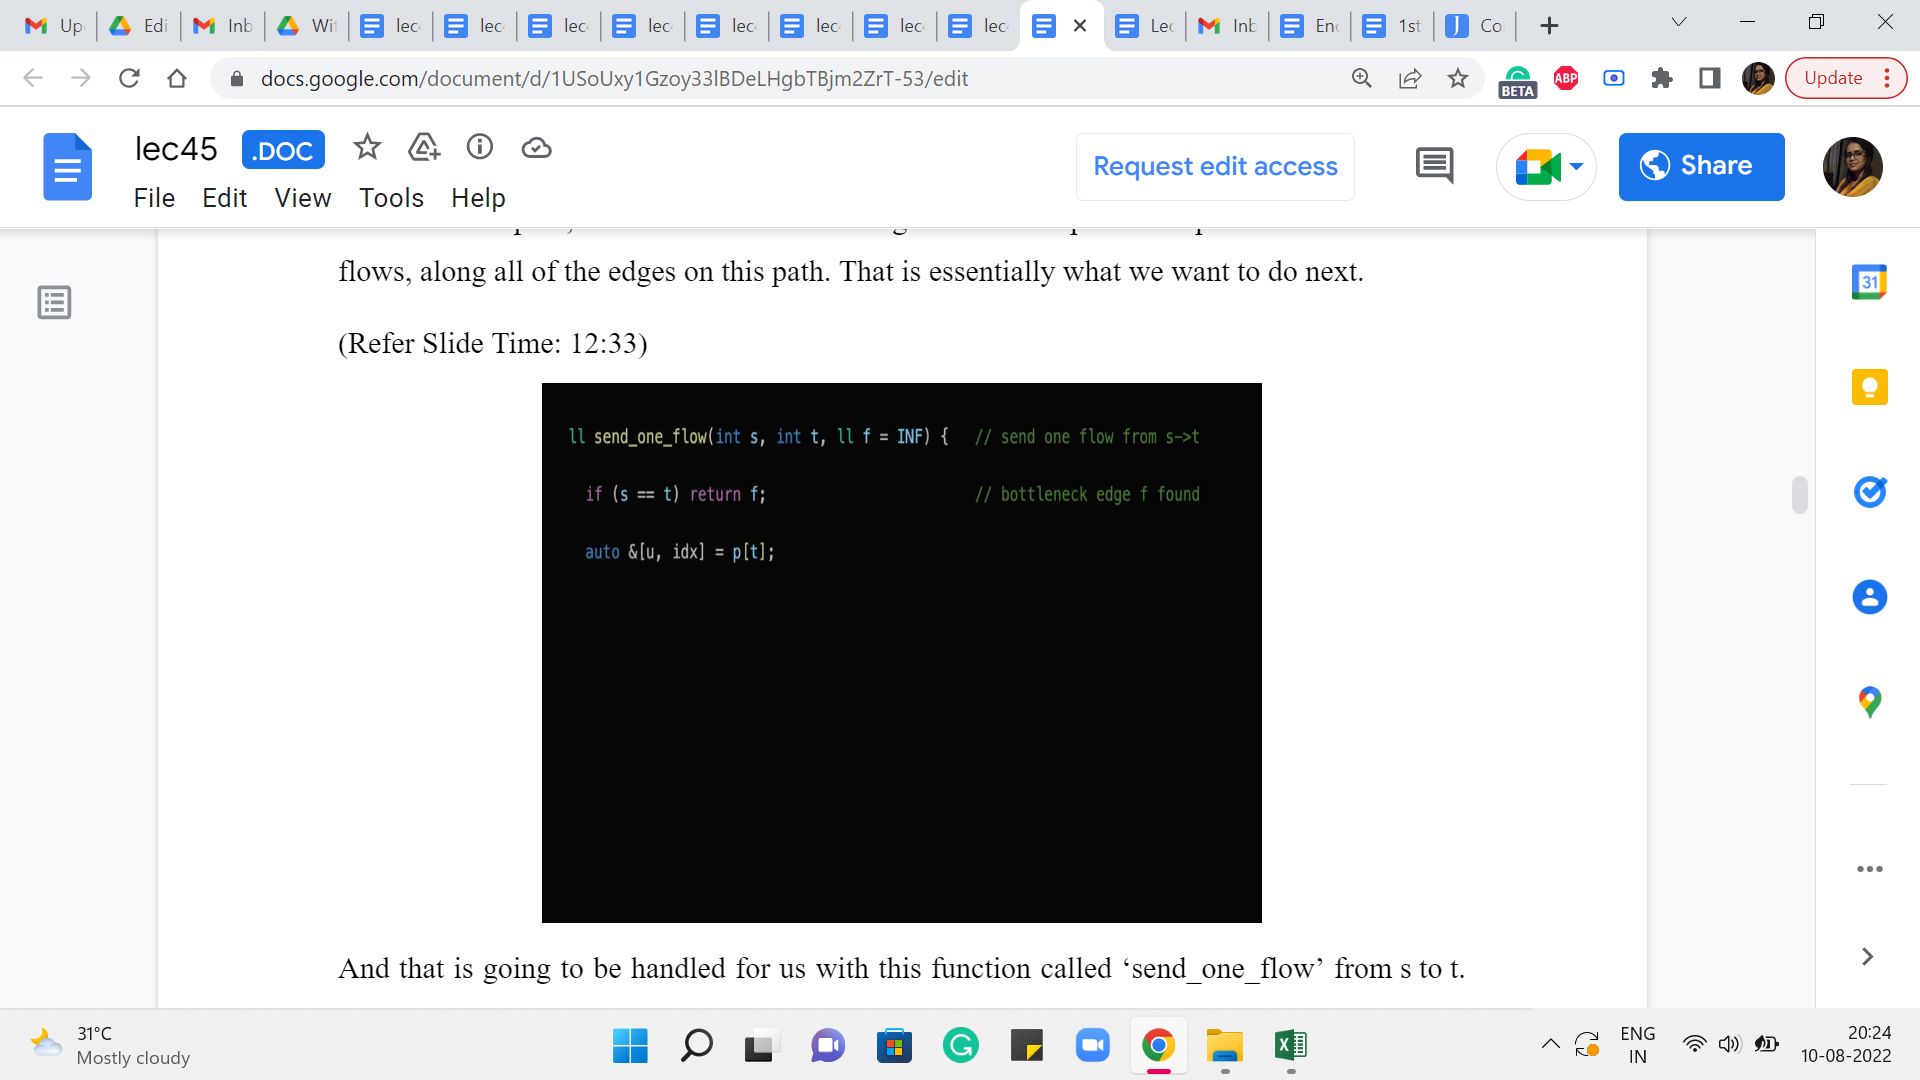 Up
Edi
Inb
Wi
lec
lec
lec
lec
lec
lec
lec
lec
Lec
Inb
Enc
1st
Co
docs.google.com/document/d/1USoUxy1Gzoy33lBDeLHgbTBjm2ZrT-53/edit
BETA
ABP
Update
lec45
.DOC
Request edit access
Share
File Edit View Tools Help
flows, along all of the edges on this path. That is essentially what we want to do next.
31
(Refer Slide Time: 12:33)
ll send_one_flow(int s, int t, ll f = INF) { // send one flow from s->t
if (s == t) return f; // bottleneck edge f found
auto &[u, idx] = p[t];
And that is going to be handled for us with this function called ‘send_one_flow’ from s to t.
31°C
Mostly cloudy
ENG
IN
20:24
10-08-2022